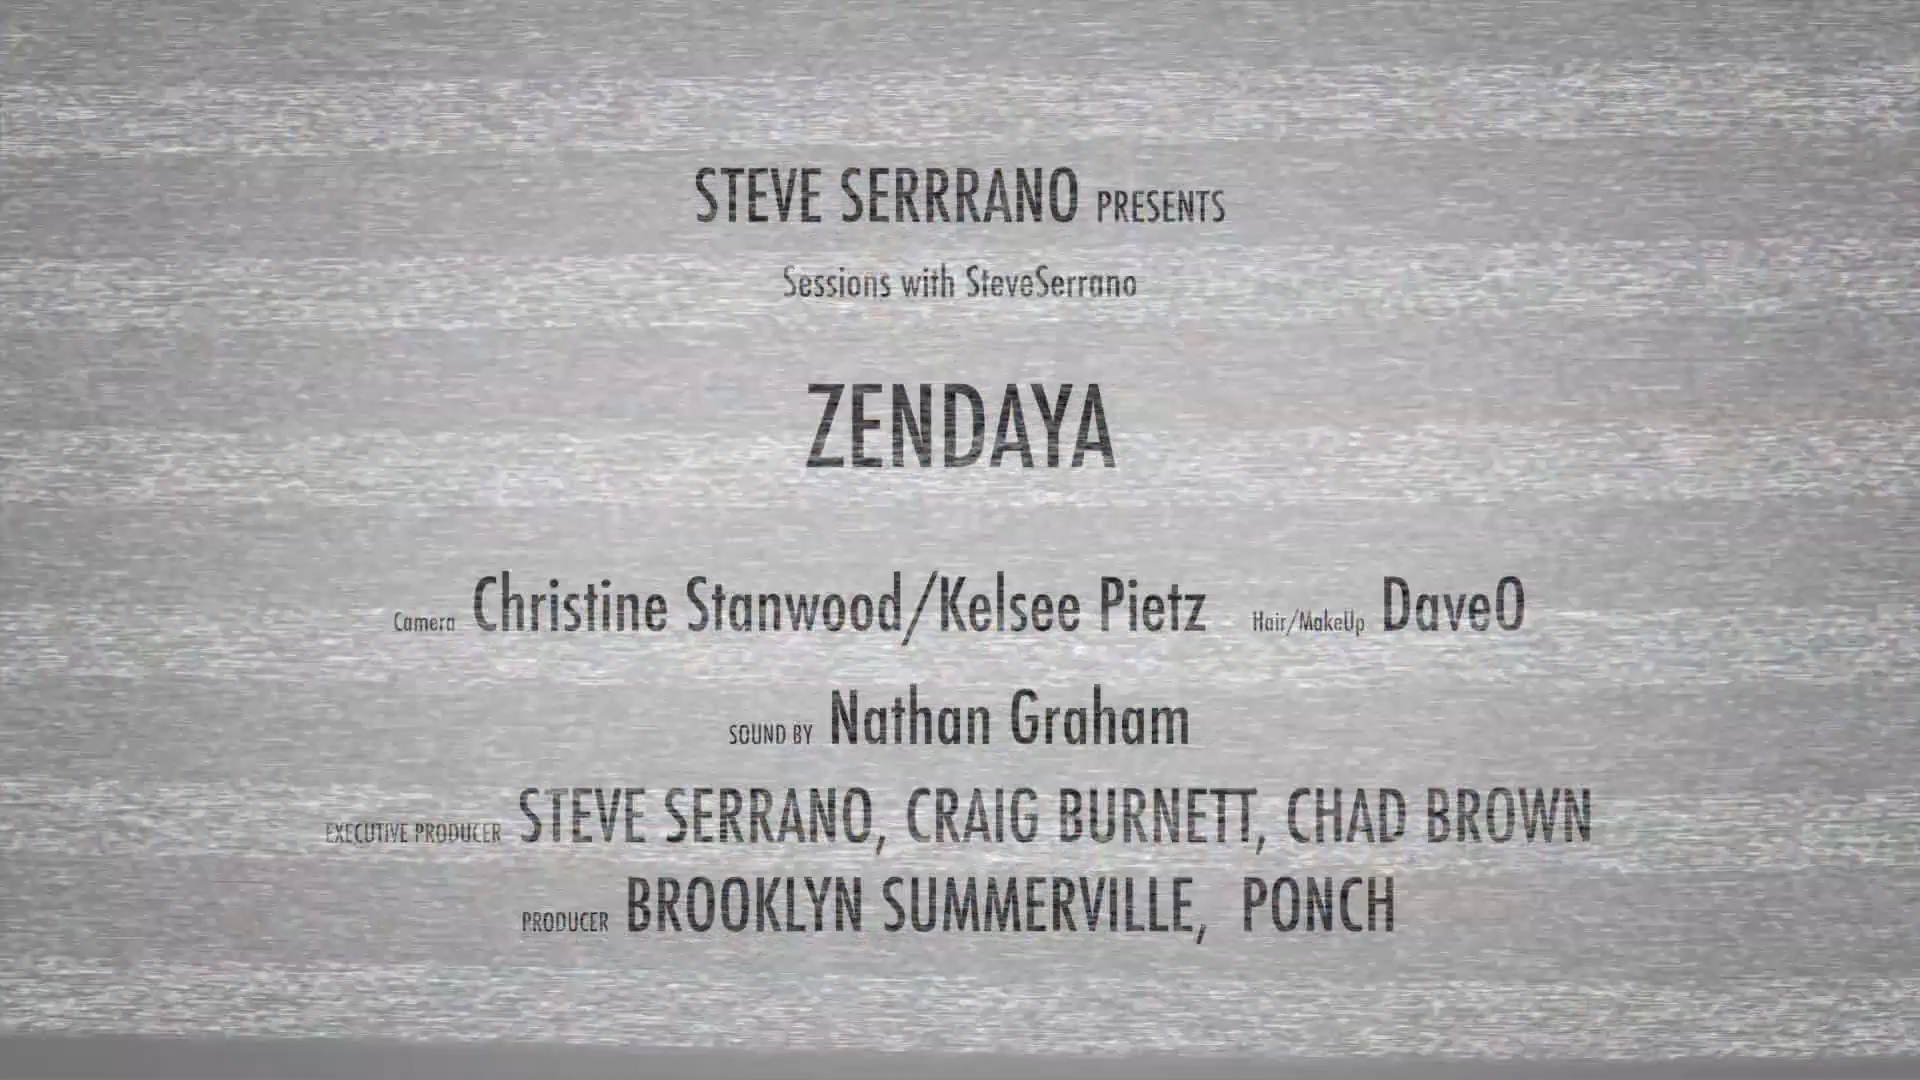 STEVE SERRRANO PRESENTS
Sessions with SteveSerrano
ZENDAYA
Camera Christine Stanwood/Kelsee Pietz Hair/MakeUp DaveO
SOUND BY Nathan Graham
EXECUTIVE PRODUCER STEVE SERRANO, CRAIG BURNETT, CHAD BROWN
PRODUCER BROOKLYN SUMMERVILLE, PONCH